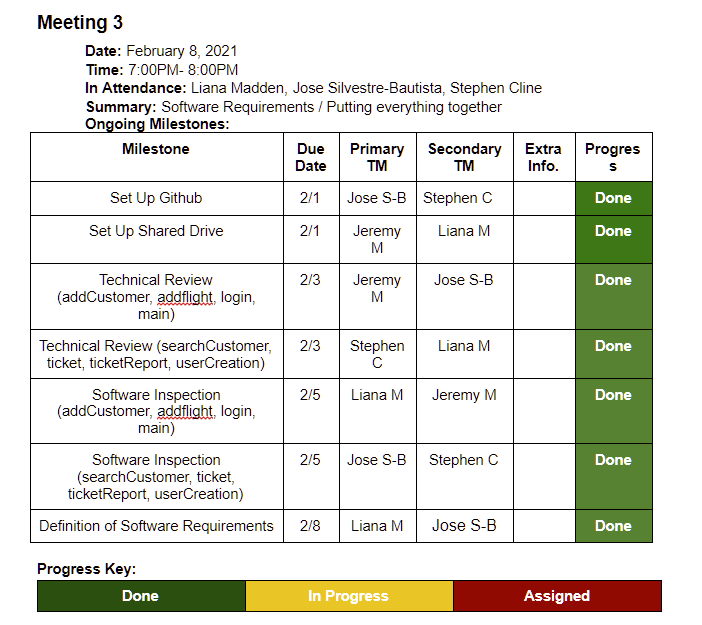 Meeting 3
Date: February 8, 2021
Time: 7:00PM- 8:00PM
In Attendance: Liana Madden, Jose Silvestre-Bautista, Stephen Cline
Summary: Software Requirements / Putting everything together
Ongoing Milestones:
Milestone Due Date Primary TM Secondary TM Extra Info. Progress
Set Up Github 2/1 Jose S-B Stephen C Done
Set Up Shared Drive 2/1 Jeremy M Liana M Done
Technical Review (addCustomer, addflight, login, main) 2/3 Jeremy M Jose S-B Done
Technical Review (searchCustomer, ticket, ticketReport, userCreation) 2/3 Stephen C Liana M Done
Software Inspection (addCustomer, addflight, login, main) 2/5 Liana M Jeremy M Done
Software Inspection (searchCustomer, ticket, ticketReport, userCreation) 2/5 Jose S-B Stephen C Done
Definition of Software Requirements 2/8 Liana M Jose S-B Done
Progress Key:
Done In Progress Assigned